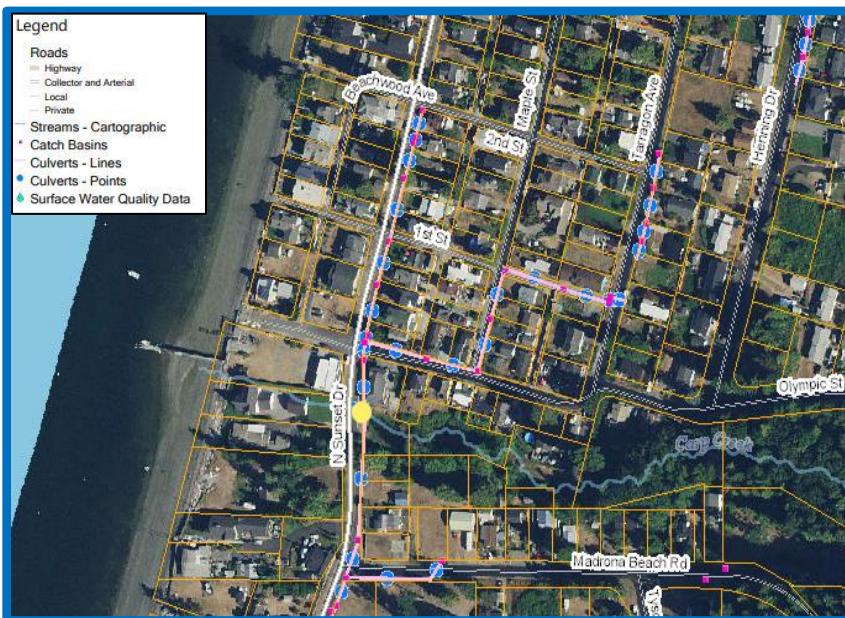 Legend
Roads
Highway
Collector and Arterial
Local
Private
Streams - Cartographic
Catch Basins
Culverts - Lines
Culverts - Points
Surface Water Quality Data
Beachwood Ave
Maple St
2nd St
Tarragon Ave
Henning Dr
1st St
Olympic St
N Sunset Dr
Madrona Beach Rd